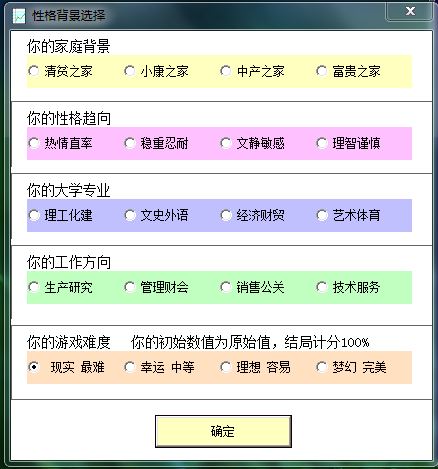 性格背景选择
你的家庭背景
清贫之家 小康之家 中产之家 富贵之家
你的性格趋向
热情直率 稳重忍耐 文静敏感 理智谨慎
你的大学专业
理工化建 文史外语 经济财贸 艺术体育
你的工作方向
生产研究 管理财会 销售公关 技术服务
你的游戏难度 你的初始数值为原始值，结局计分100%
现实 最难 幸运 中等 理想 容易 梦幻 完美
确定